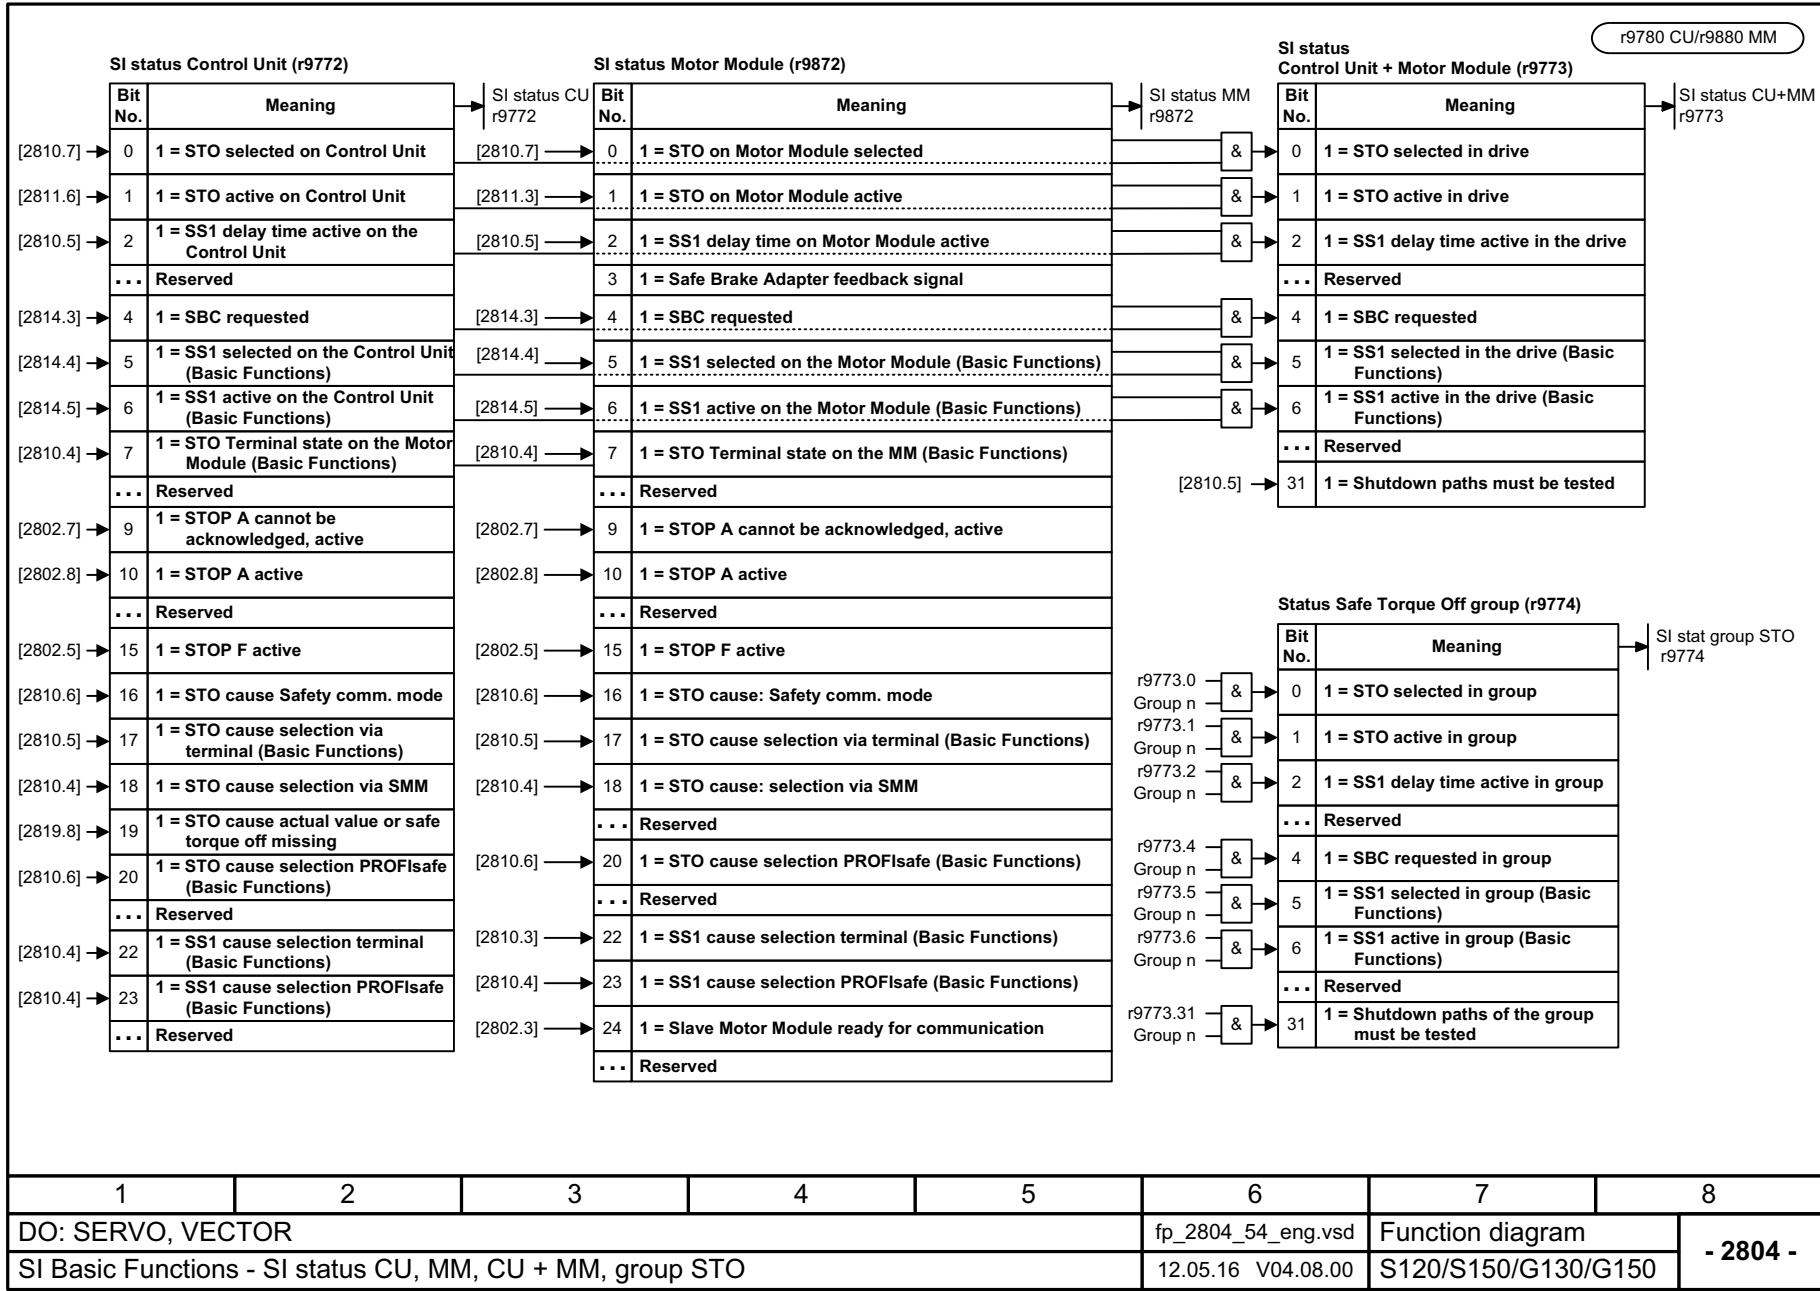 r9780 CU/r9880 MM
SI status Control Unit (r9772)
Bit No.
Meaning
SI status CU
r9772
[2810.7]
0
1 = STO selected on Control Unit
[2811.6]
1
1 = STO active on Control Unit
[2810.5]
2
1 = SS1 delay time active on the
Control Unit
... Reserved
[2814.3]
4
1 = SBC requested
[2814.4]
5
1 = SS1 selected on the Control Unit
(Basic Functions)
[2814.5]
6
1 = SS1 active on the Control Unit
(Basic Functions)
[2810.4]
7
1 = STO Terminal state on the Motor
Module (Basic Functions)
... Reserved
[2802.7]
9
1 = STOP A cannot be
acknowledged, active
[2802.8]
10
1 = STOP A active
... Reserved
[2802.5]
15
1 = STOP F active
[2810.6]
16
1 = STO cause Safety comm. mode
[2810.5]
17
1 = STO cause selection via
terminal (Basic Functions)
[2810.4]
18
1 = STO cause selection via SMM
[2819.8]
19
1 = STO cause actual value or safe
torque off missing
[2810.6]
20
1 = STO cause selection PROFIsafe
(Basic Functions)
... Reserved
[2810.4]
22
1 = SS1 cause selection terminal
(Basic Functions)
[2810.4]
23
1 = SS1 cause selection PROFIsafe
(Basic Functions)
... Reserved
SI status Motor Module (r9872)
Bit No.
Meaning
SI status MM
r9872
[2810.7]
0
1 = STO on Motor Module selected
[2811.3]
1
1 = STO on Motor Module active
[2810.5]
2
1 = SS1 delay time on Motor Module active
3
1 = Safe Brake Adapter feedback signal
[2814.3]
4
1 = SBC requested
[2814.4]
5
1 = SS1 selected on the Motor Module (Basic Functions)
[2814.5]
6
1 = SS1 active on the Motor Module (Basic Functions)
[2810.4]
7
1 = STO Terminal state on the MM (Basic Functions)
... Reserved
[2802.7]
9
1 = STOP A cannot be acknowledged, active
[2802.8]
10
1 = STOP A active
... Reserved
[2802.5]
15
1 = STOP F active
[2810.6]
16
1 = STO cause: Safety comm. mode
[2810.5]
17
1 = STO cause selection via terminal (Basic Functions)
[2810.4]
18
1 = STO cause: selection via SMM
... Reserved
[2810.6]
20
1 = STO cause selection PROFIsafe (Basic Functions)
... Reserved
[2810.3]
22
1 = SS1 cause selection terminal (Basic Functions)
[2810.4]
23
1 = SS1 cause selection PROFIsafe (Basic Functions)
[2802.3]
24
1 = Slave Motor Module ready for communication
... Reserved
SI status
Control Unit + Motor Module (r9773)
Bit No.
Meaning
SI status CU+MM
r9773
&
0
1 = STO selected in drive
&
1
1 = STO active in drive
&
2
1 = SS1 delay time active in the drive
... Reserved
&
4
1 = SBC requested
&
5
1 = SS1 selected in the drive (Basic
Functions)
&
6
1 = SS1 active in the drive (Basic
Functions)
... Reserved
[2810.5]
31
1 = Shutdown paths must be tested
Status Safe Torque Off group (r9774)
Bit No.
Meaning
SI stat group STO
r9774
r9773.0
Group n
&
0
1 = STO selected in group
r9773.1
Group n
&
1
1 = STO active in group
r9773.2
Group n
&
2
1 = SS1 delay time active in group
... Reserved
r9773.4
Group n
&
4
1 = SBC requested in group
r9773.5
Group n
&
5
1 = SS1 selected in group (Basic
Functions)
r9773.6
Group n
&
6
1 = SS1 active in group (Basic
Functions)
... Reserved
r9773.31
Group n
&
31
1 = Shutdown paths of the group
must be tested
1 2 3 4 5 6 7 8
DO: SERVO, VECTOR
fp_2804_54_eng.vsd
Function diagram
- 2804 -
SI Basic Functions - SI status CU, MM, CU + MM, group STO
12.05.16 V04.08.00
S120/S150/G130/G150